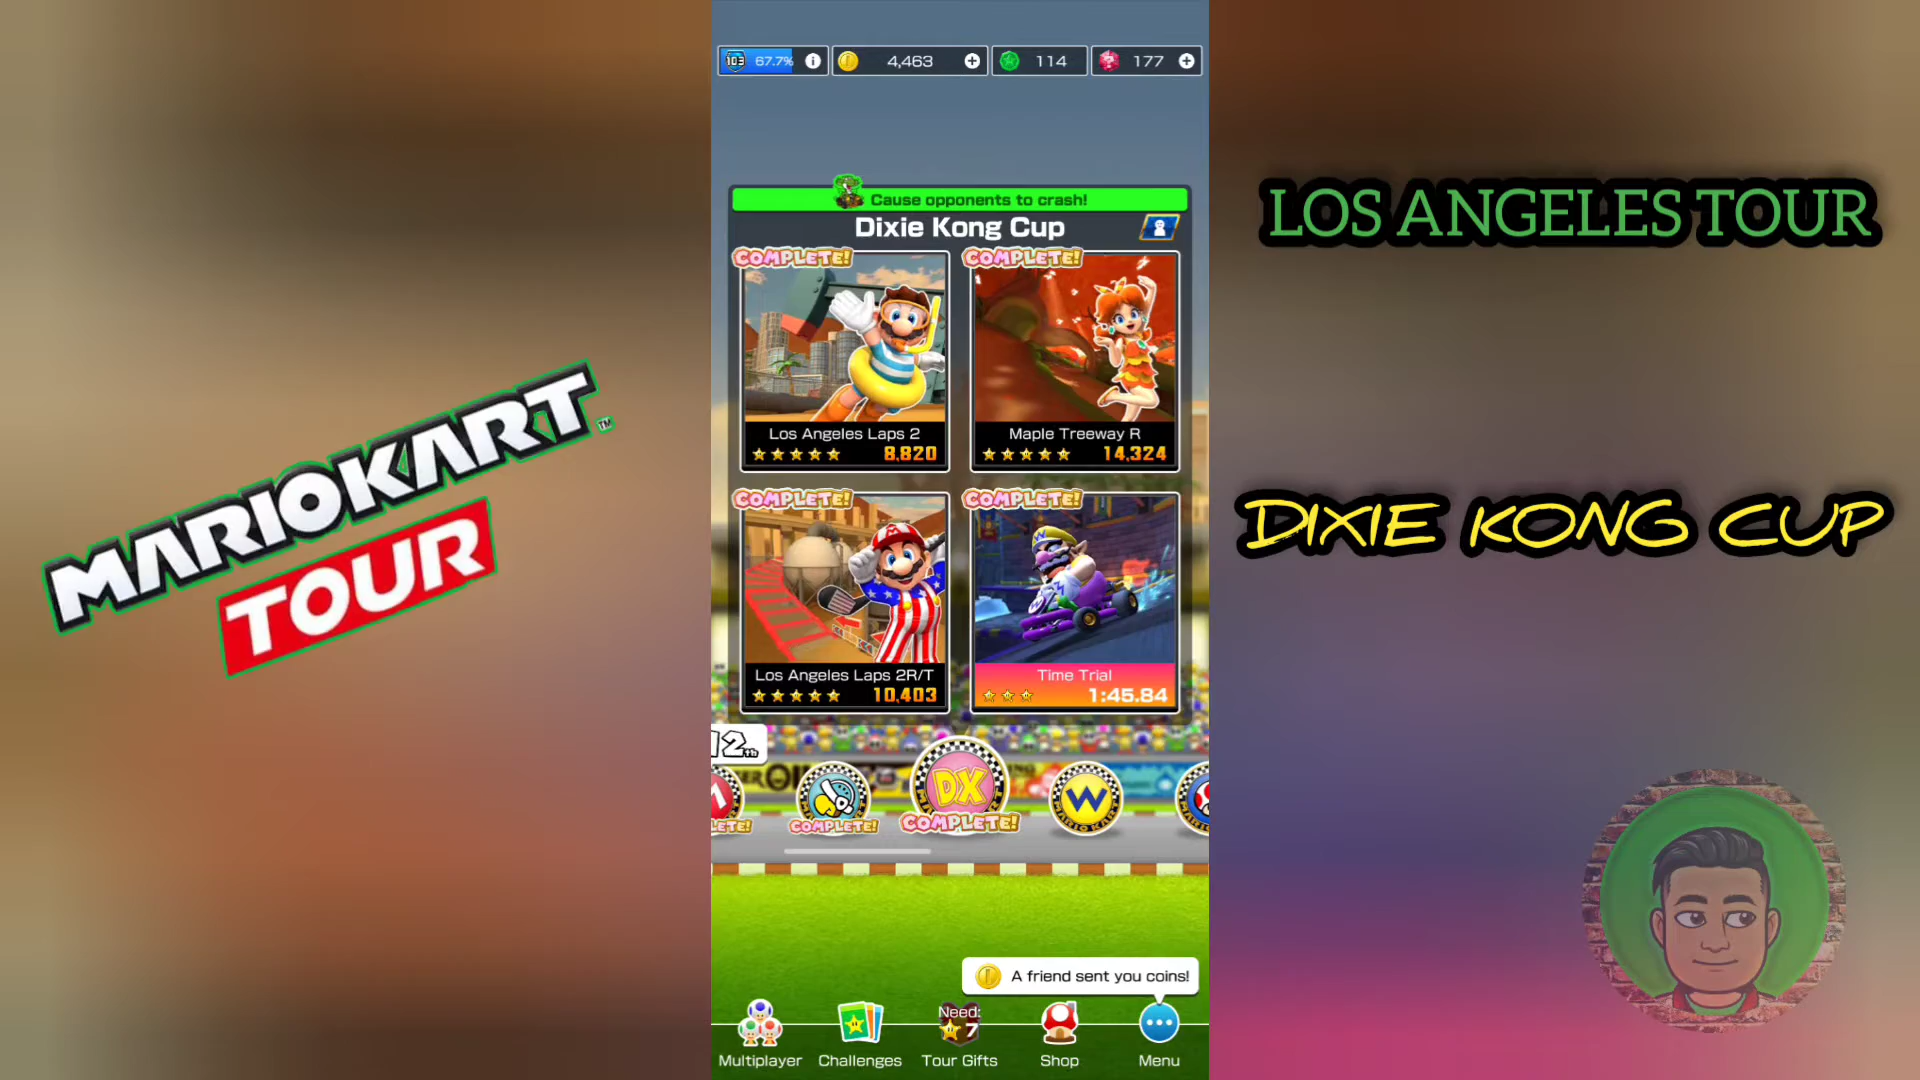 103 67.7% i 4,463 114 177
Cause opponents to crash!
Dixie Kong Cup
COMPLETE! COMPLETE!
Los Angeles Laps 2 Maple Treeway R
8,820 14,324
COMPLETE! COMPLETE!
Los Angeles Laps 2R/T Time Trial
10,403 1:45.84
12th
DX
W
COMPLETE! COMPLETE!
A friend sent you coins!
Need:
7
Multiplayer Challenges Tour Gifts Shop Menu
MARIOKART
TM
TOUR
LOS ANGELES TOUR
DIXIE KONG CUP